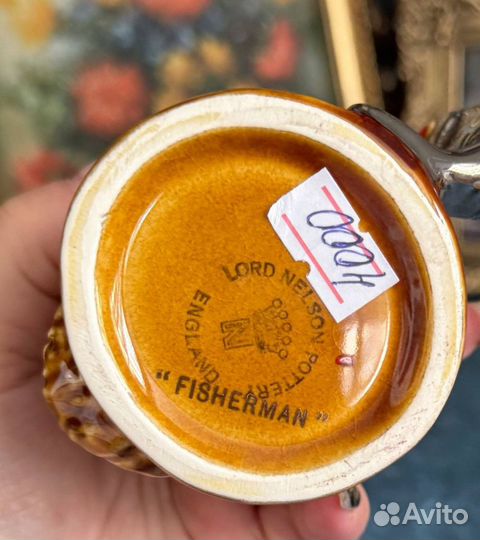 4000
LORD NELSON POTTERY
ENGLAND
N
"FISHERMAN"
Avito